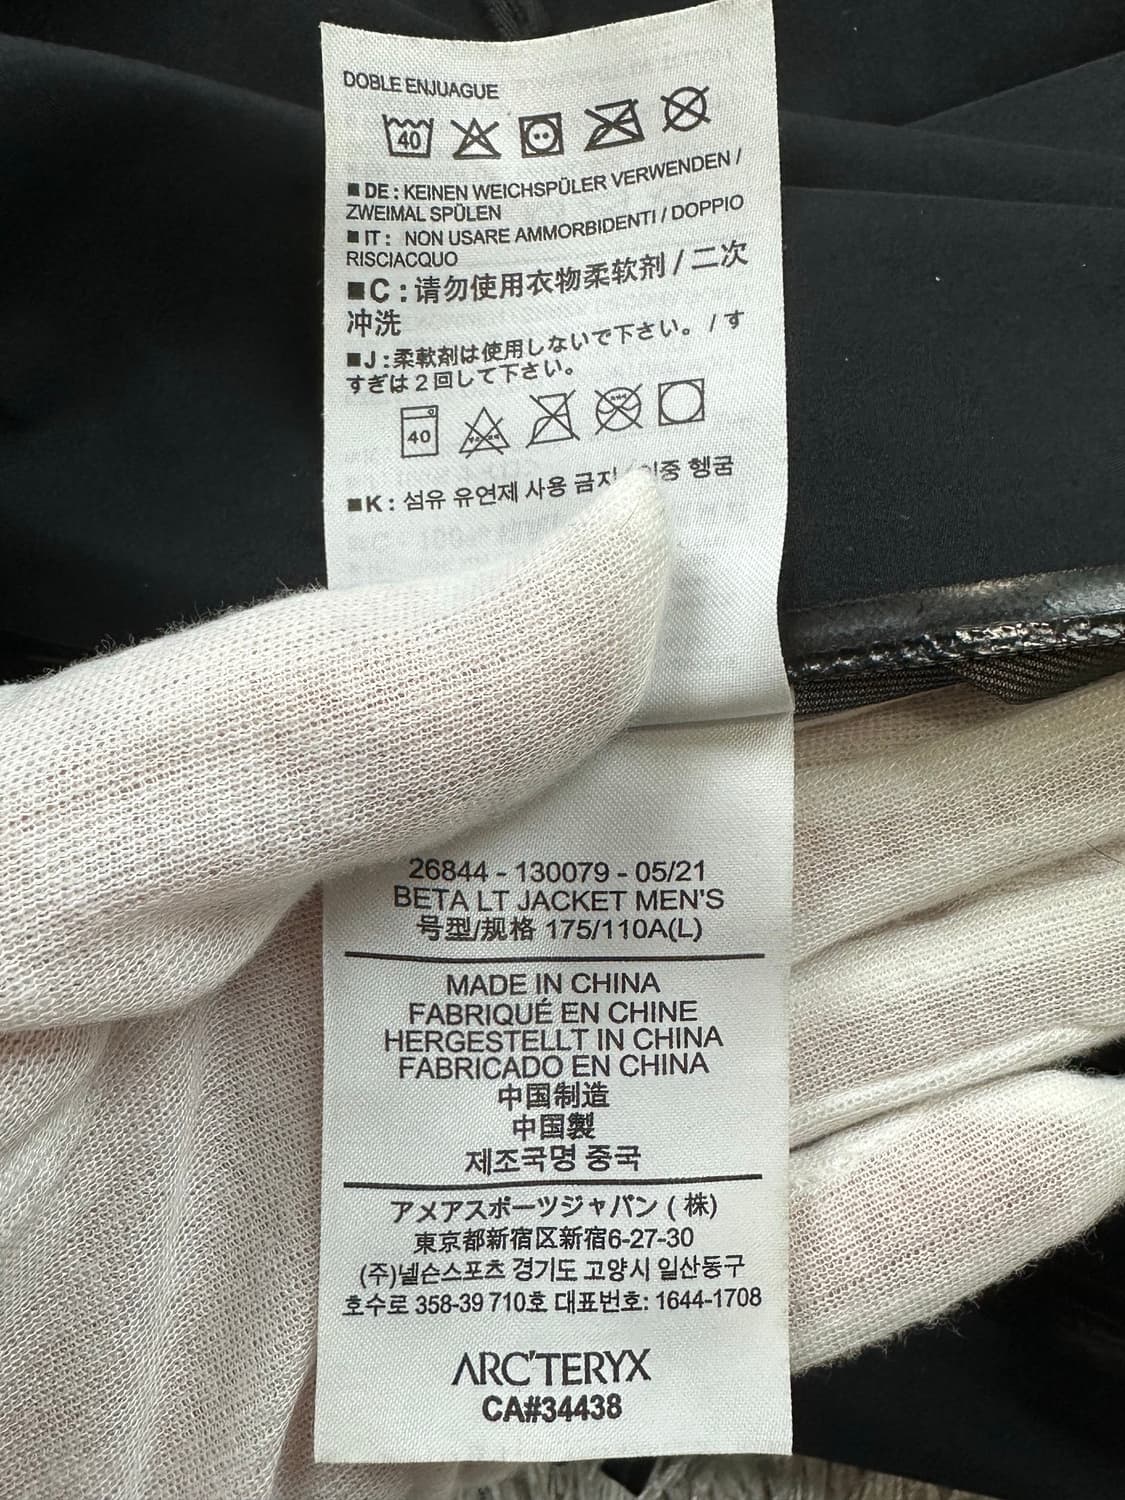 DOBLE ENJUAGUE
40
■ DE : KEINEN WEICHSPÜLER VERWENDEN /
ZWEIMAL SPÜLEN
■ IT : NON USARE AMMORBIDENTI / DOPPIO
RISCIACQUO
■ C : 请勿使用衣物柔软剂 / 二次
冲洗
■ J : 柔軟剤は使用しないで下さい。 / す
すぎは2回して下さい。
40
■ K : 섬유 유연제 사용 금지 / 이중 헹굼
26844 - 130079 - 05/21
BETA LT JACKET MEN'S
号型/规格 175/110A(L)
MADE IN CHINA
FABRIQUÉ EN CHINE
HERGESTELLT IN CHINA
FABRICADO EN CHINA
中国制造
中国製
제조국명 중국
アメアスポーツジャパン ( 株)
東京都新宿区新宿6-27-30
(주)넬슨스포츠 경기도 고양시 일산동구
호수로 358-39 710호 대표번호: 1644-1708
ARC'TERYX
CA#34438